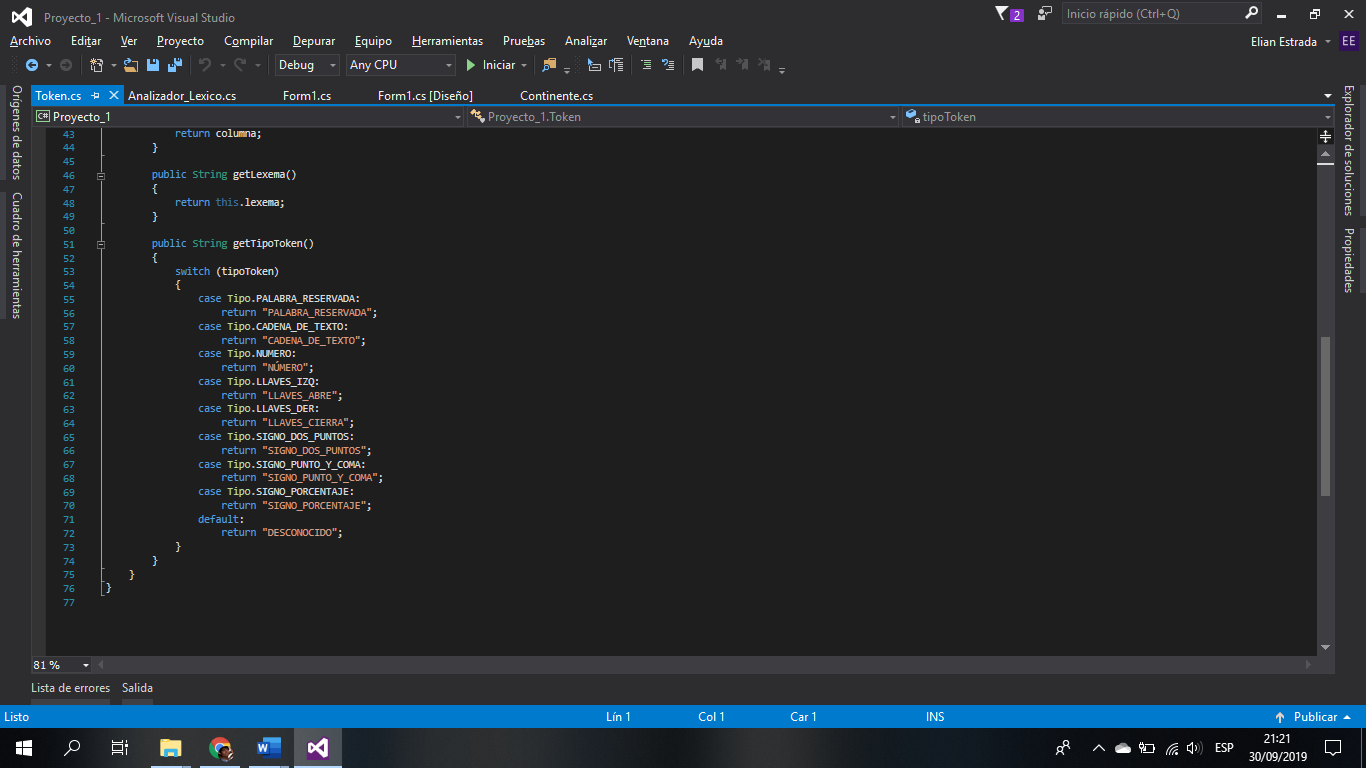 Proyecto_1 - Microsoft Visual Studio
2
Inicio rápido (Ctrl+Q)
Archivo Editar Ver Proyecto Compilar Depurar Equipo Herramientas Pruebas Analizar Ventana Ayuda
Elian Estrada
EE
Debug Any CPU Iniciar
Token.cs Analizador_Lexico.cs Form1.cs Form1.cs [Diseño] Continente.cs
C# Proyecto_1 Proyecto_1.Token tipoToken
Orígenes de datos
Cuadro de herramientas
Explorador de soluciones
Propiedades
43 return columna;
44 }
45
46 public String getLexema()
47 {
48 return this.lexema;
49 }
50
51 public String getTipoToken()
52 {
53 switch (tipoToken)
54 {
55 case Tipo.PALABRA_RESERVADA:
56 return "PALABRA_RESERVADA";
57 case Tipo.CADENA_DE_TEXTO:
58 return "CADENA_DE_TEXTO";
59 case Tipo.NUMERO:
60 return "NÚMERO";
61 case Tipo.LLAVES_IZQ:
62 return "LLAVES_ABRE";
63 case Tipo.LLAVES_DER:
64 return "LLAVES_CIERRA";
65 case Tipo.SIGNO_DOS_PUNTOS:
66 return "SIGNO_DOS_PUNTOS";
67 case Tipo.SIGNO_PUNTO_Y_COMA:
68 return "SIGNO_PUNTO_Y_COMA";
69 case Tipo.SIGNO_PORCENTAJE:
70 return "SIGNO_PORCENTAJE";
71 default:
72 return "DESCONOCIDO";
73 }
74 }
75 }
76 }
77
81 %
Lista de errores Salida
Listo Lín 1 Col 1 Car 1 INS Publicar
ESP
21:21
30/09/2019